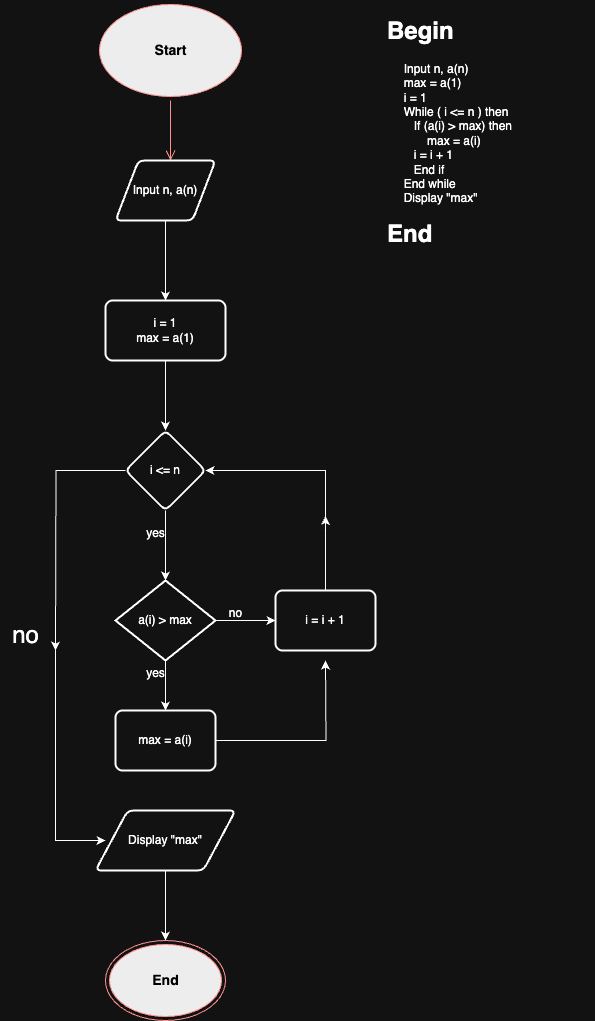 Start
Input n, a(n)
i = 1
max = a(1)
i <= n
yes
a(i) > max
no
i = i + 1
no
yes
max = a(i)
Display "max"
End
Begin
Input n, a(n)
max = a(1)
i = 1
While ( i <= n ) then
If (a(i) > max) then
max = a(i)
i = i + 1
End if
End while
Display "max"
End